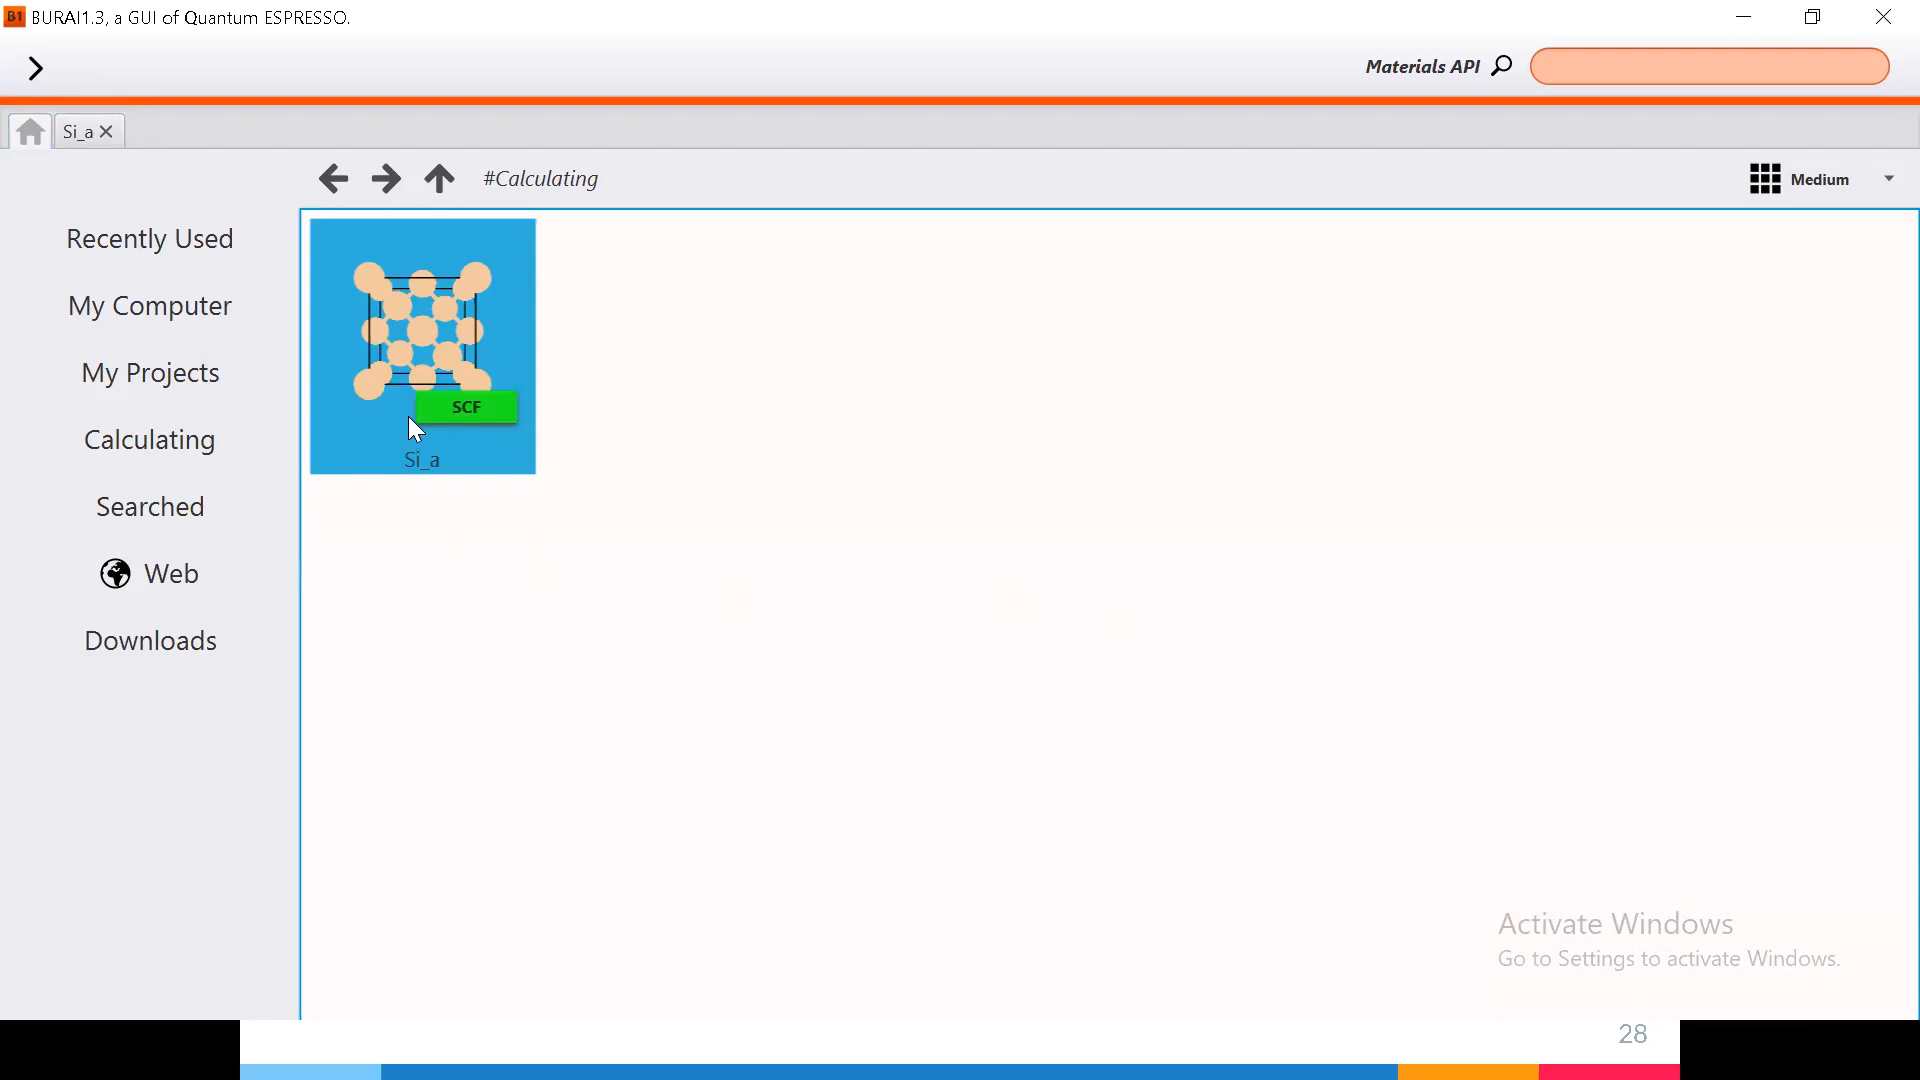 B1 BURAI1.3, a GUI of Quantum ESPRESSO.
Materials API
Si_a
#Calculating
Medium
Recently Used
My Computer
My Projects
Calculating
Searched
Web
Downloads
SCF
Si_a
Activate Windows
Go to Settings to activate Windows.
28